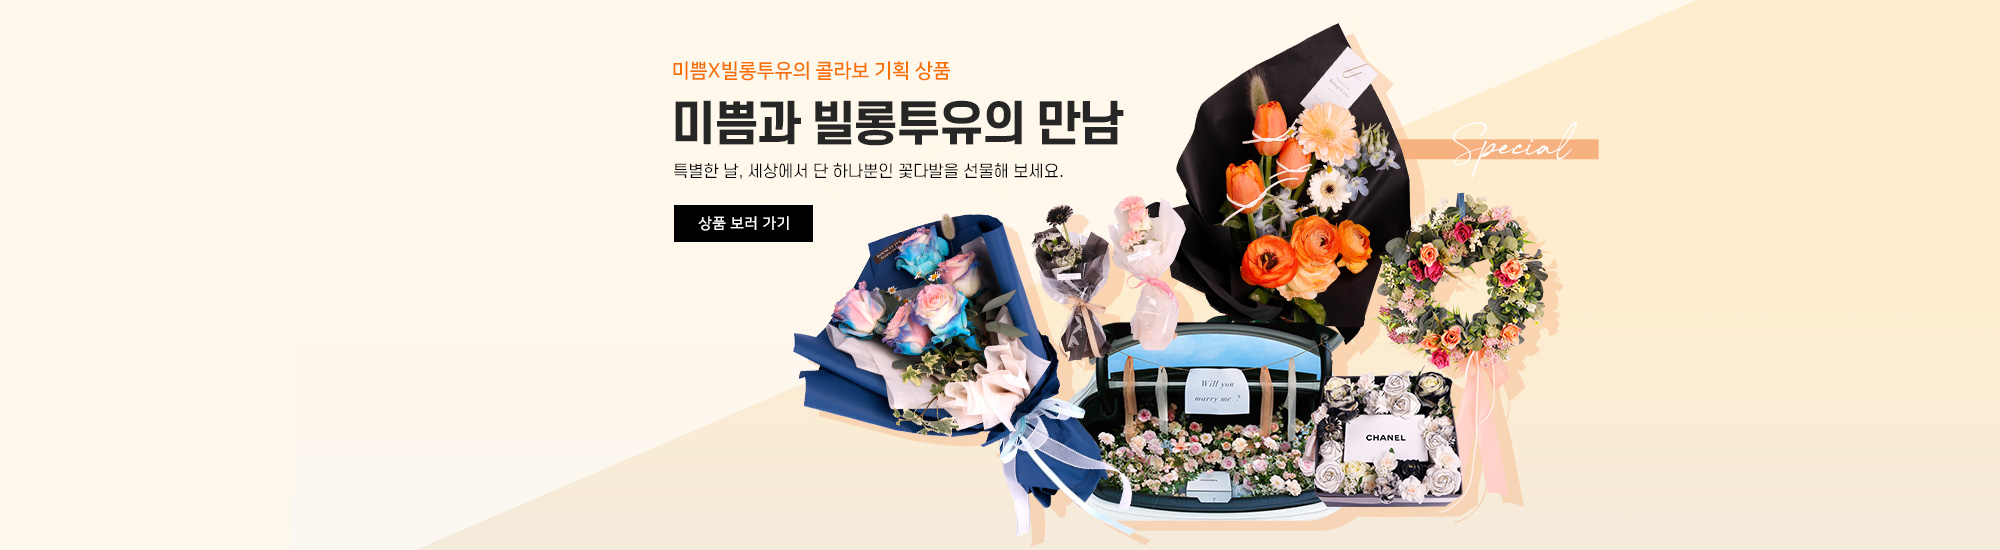 미쁨X빌롱투유의 콜라보 기획 상품
미쁨과 빌롱투유의 만남
특별한 날, 세상에서 단 하나뿐인 꽃다발을 선물해 보세요.
상품 보러 가기
Special
Will you
marry me ?
CHANEL